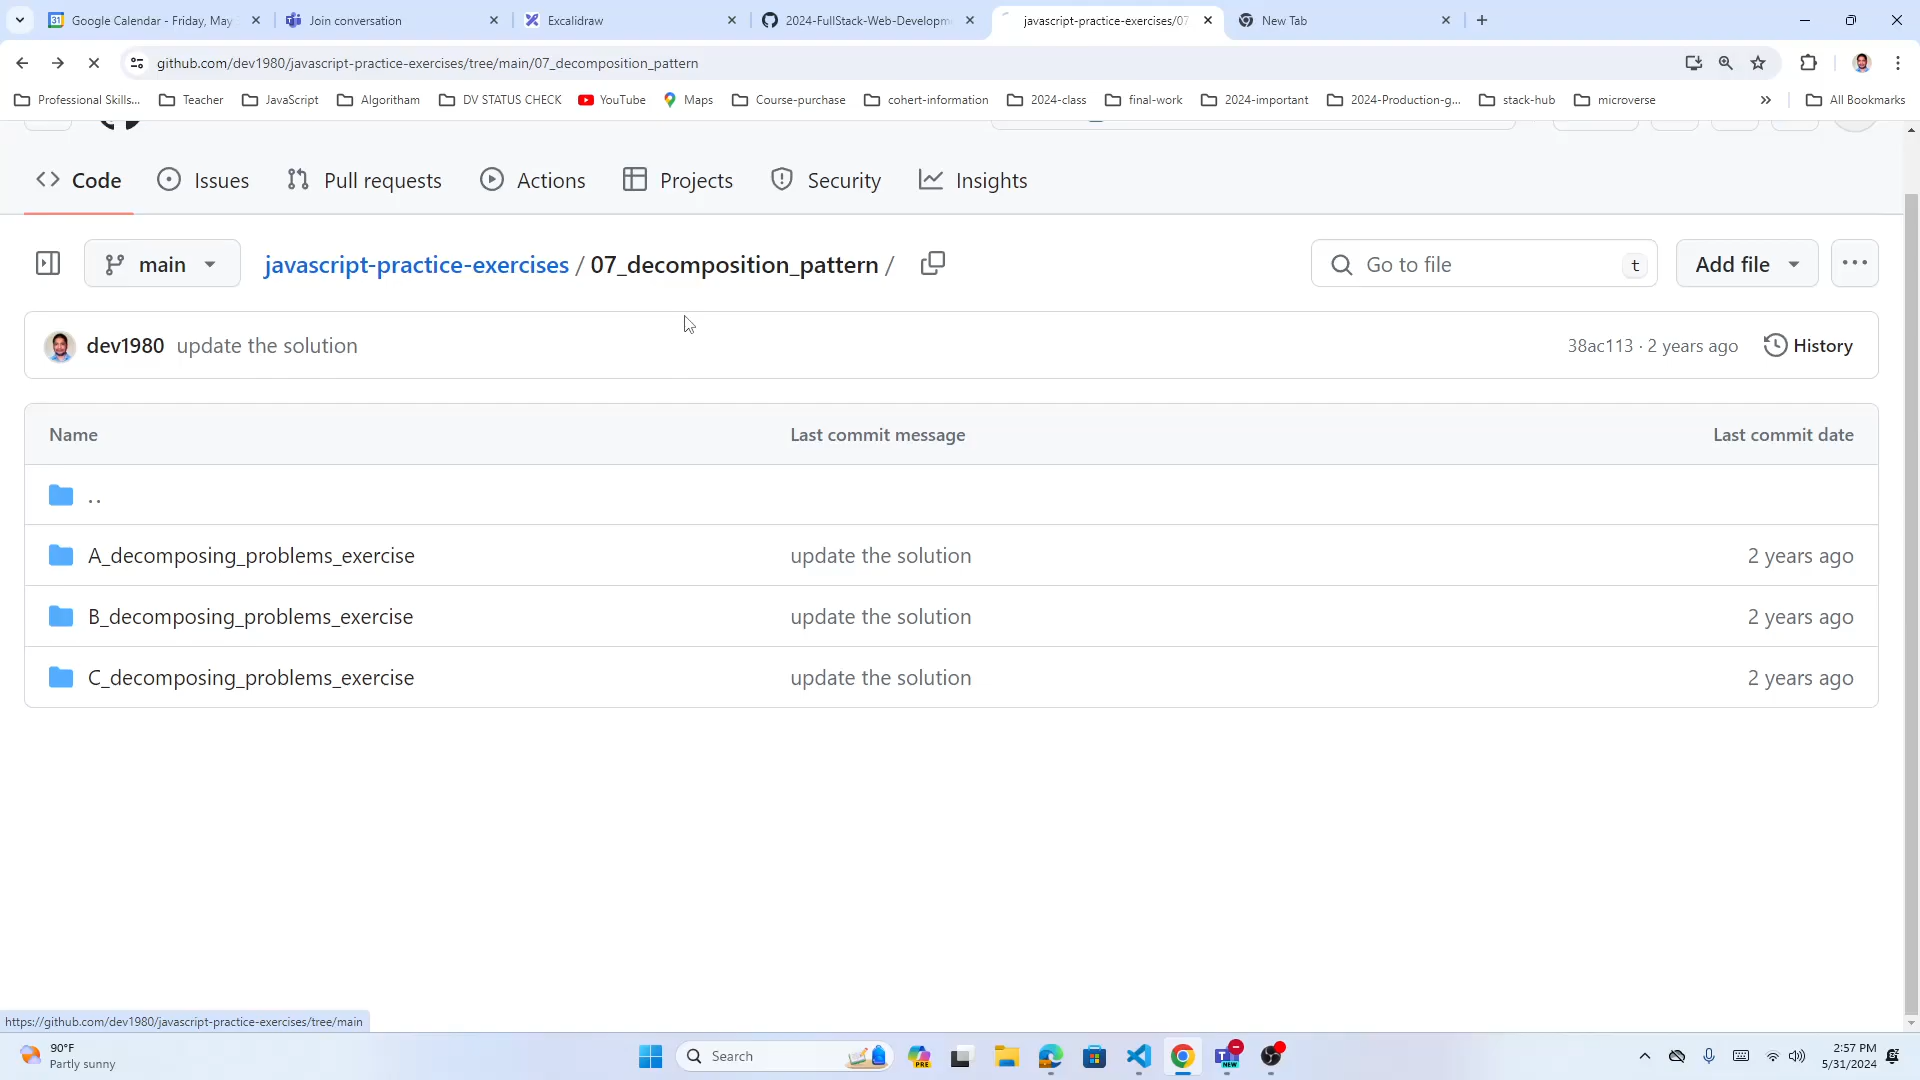 Google Calendar - Friday, May
Join conversation
Excalidraw
2024-FullStack-Web-Developm
javascript-practice-exercises/07
New Tab
github.com/dev1980/javascript-practice-exercises/tree/main/07_decomposition_pattern
Professional Skills...
Teacher
JavaScript
Algoritham
DV STATUS CHECK
YouTube
Maps
Course-purchase
cohert-information
2024-class
final-work
2024-important
2024-Production-g...
stack-hub
microverse
All Bookmarks
Code
Issues
Pull requests
Actions
Projects
Security
Insights
main
javascript-practice-exercises / 07_decomposition_pattern /
Go to file
t
Add file
dev1980 update the solution
38ac113 · 2 years ago
History
Name
Last commit message
Last commit date
..
A_decomposing_problems_exercise
update the solution
2 years ago
B_decomposing_problems_exercise
update the solution
2 years ago
C_decomposing_problems_exercise
update the solution
2 years ago
https://github.com/dev1980/javascript-practice-exercises/tree/main
90°F
Partly sunny
Search
PRE
NEW
2:57 PM
5/31/2024